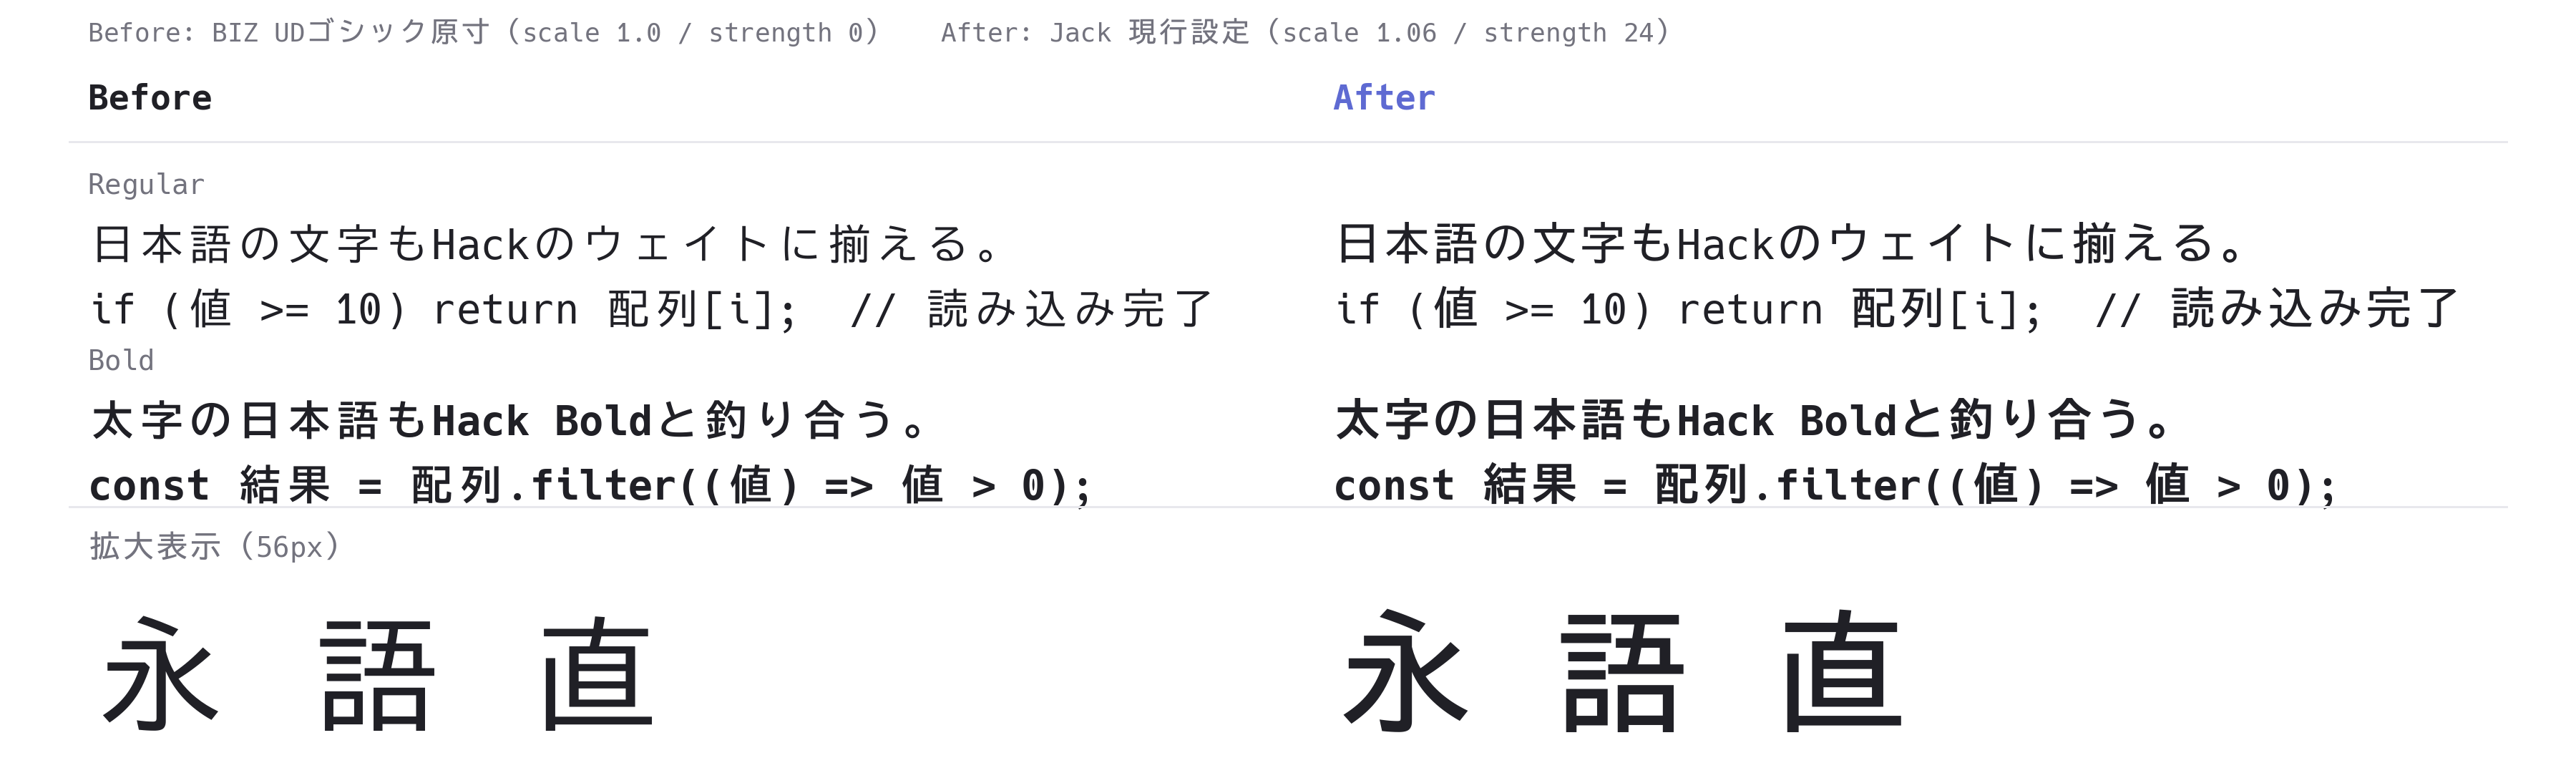 Before: BIZ UDゴシック原寸（scale 1.0 / strength 0）　After: Jack 現行設定（scale 1.06 / strength 24）
Before
After
Regular
日本語の文字もHackのウェイトに揃える。
if (値 >= 10) return 配列[i];  // 読み込み完了
日本語の文字もHackのウェイトに揃える。
if (値 >= 10) return 配列[i];  // 読み込み完了
Bold
太字の日本語もHack Boldと釣り合う。
const 結果 = 配列.filter((値) => 値 > 0);
太字の日本語もHack Boldと釣り合う。
const 結果 = 配列.filter((値) => 値 > 0);
拡大表示（56px）
永 語 直
永 語 直